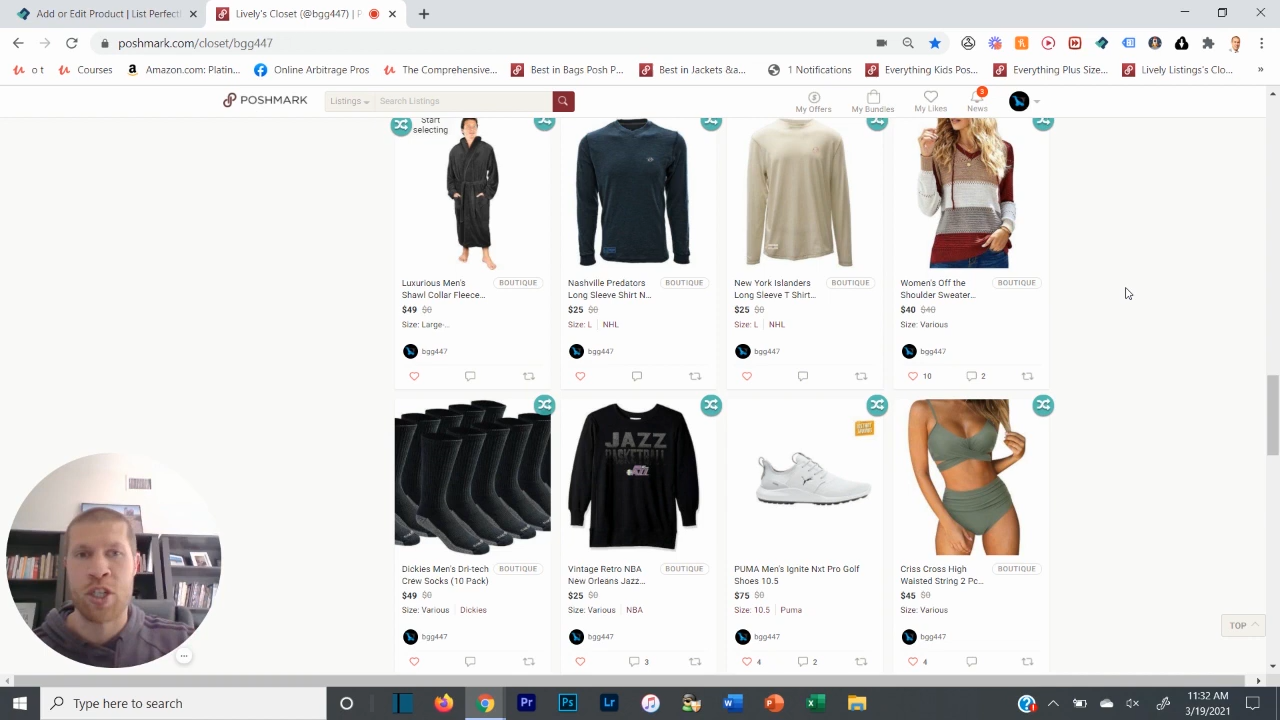 Add or Edit Product | List Perfectl
Lively's Closet (@bgg447) | P
poshmark.com/closet/bgg447
o t
Courses
Amazon.com: Platin...
Online Arbitrage Pros
The Comprehensive...
Best in Bags Posh P...
Best in Jackets &a...
1 Notifications
Everything Kids Pos...
Everything Plus Size...
Lively Listings's Clo...
»
POSHMARK
Listings
Search Listings
My Offers
My Bundles
My Likes
3
News
Start
selecting
Luxurious Men's
Shawl Collar Fleece...
BOUTIQUE
$49 $0
Size: Large-...
bgg447
Nashville Predators
Long Sleeve Shirt N...
BOUTIQUE
$25 $0
Size: L | NHL
bgg447
New York Islanders
Long Sleeve T Shirt...
BOUTIQUE
$25 $0
Size: L | NHL
bgg447
Women's Off the
Shoulder Sweater...
BOUTIQUE
$40 $40
Size: Various
bgg447
10
2
JAZZ
BASKETBALL
Dickies Men's Dri-tech
Crew Socks (10 Pack)
BOUTIQUE
$49 $0
Size: Various | Dickies
bgg447
Vintage Retro NBA
New Orleans Jazz...
BOUTIQUE
$25 $0
Size: Various | NBA
bgg447
3
PUMA Men's Ignite Nxt Pro Golf
Shoes 10.5
$75 $0
Size: 10.5 | Puma
bgg447
4
2
Criss Cross High
Waisted String 2 Pc...
BOUTIQUE
$45 $0
Size: Various
bgg447
4
TOP
Type here to search
Pr
Ps
Lr
11:32 AM
3/19/2021